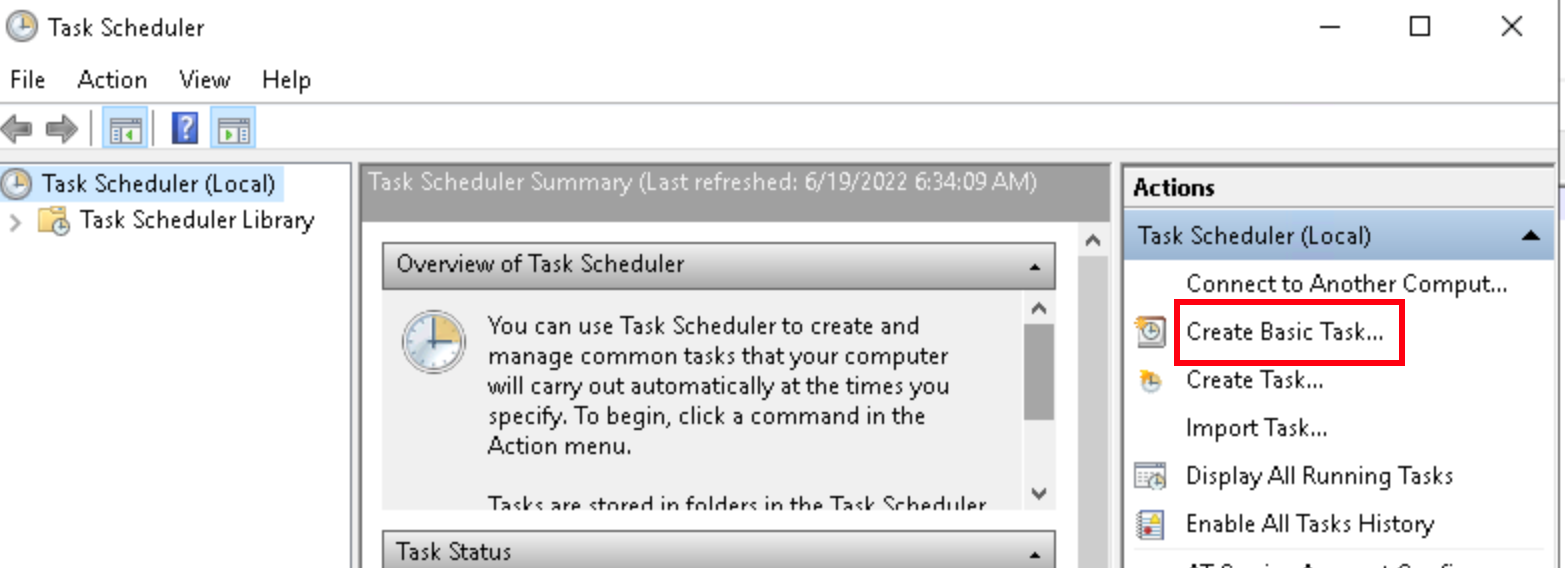 Task Scheduler
File Action View Help
Task Scheduler (Local)
Task Scheduler Library
Task Scheduler Summary (Last refreshed: 6/19/2022 6:34:09 AM)
Overview of Task Scheduler
You can use Task Scheduler to create and
manage common tasks that your computer
will carry out automatically at the times you
specify. To begin, click a command in the
Action menu.
Tasks are stored in folders in the Task Scheduler
Task Status
Actions
Task Scheduler (Local)
Connect to Another Comput...
Create Basic Task...
Create Task...
Import Task...
Display All Running Tasks
Enable All Tasks History